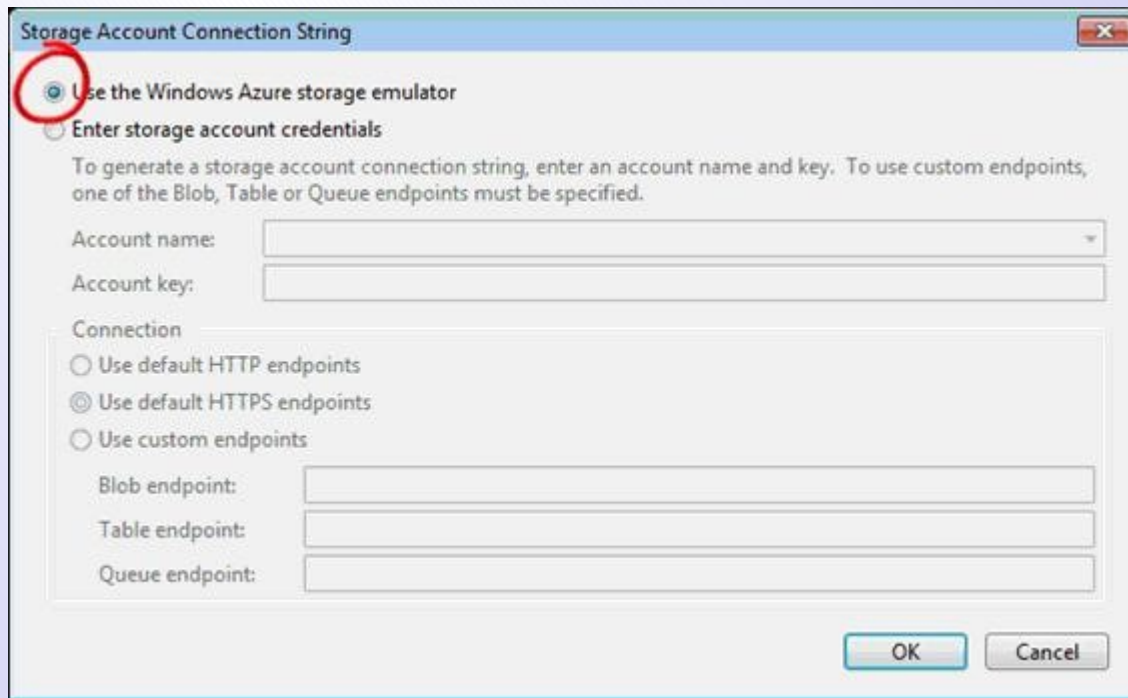 Storage Account Connection String
Use the Windows Azure storage emulator
Enter storage account credentials
To generate a storage account connection string, enter an account name and key.  To use custom endpoints,
one of the Blob, Table or Queue endpoints must be specified.
Account name:
Account key:
Connection
Use default HTTP endpoints
Use default HTTPS endpoints
Use custom endpoints
Blob endpoint:
Table endpoint:
Queue endpoint:
OK Cancel